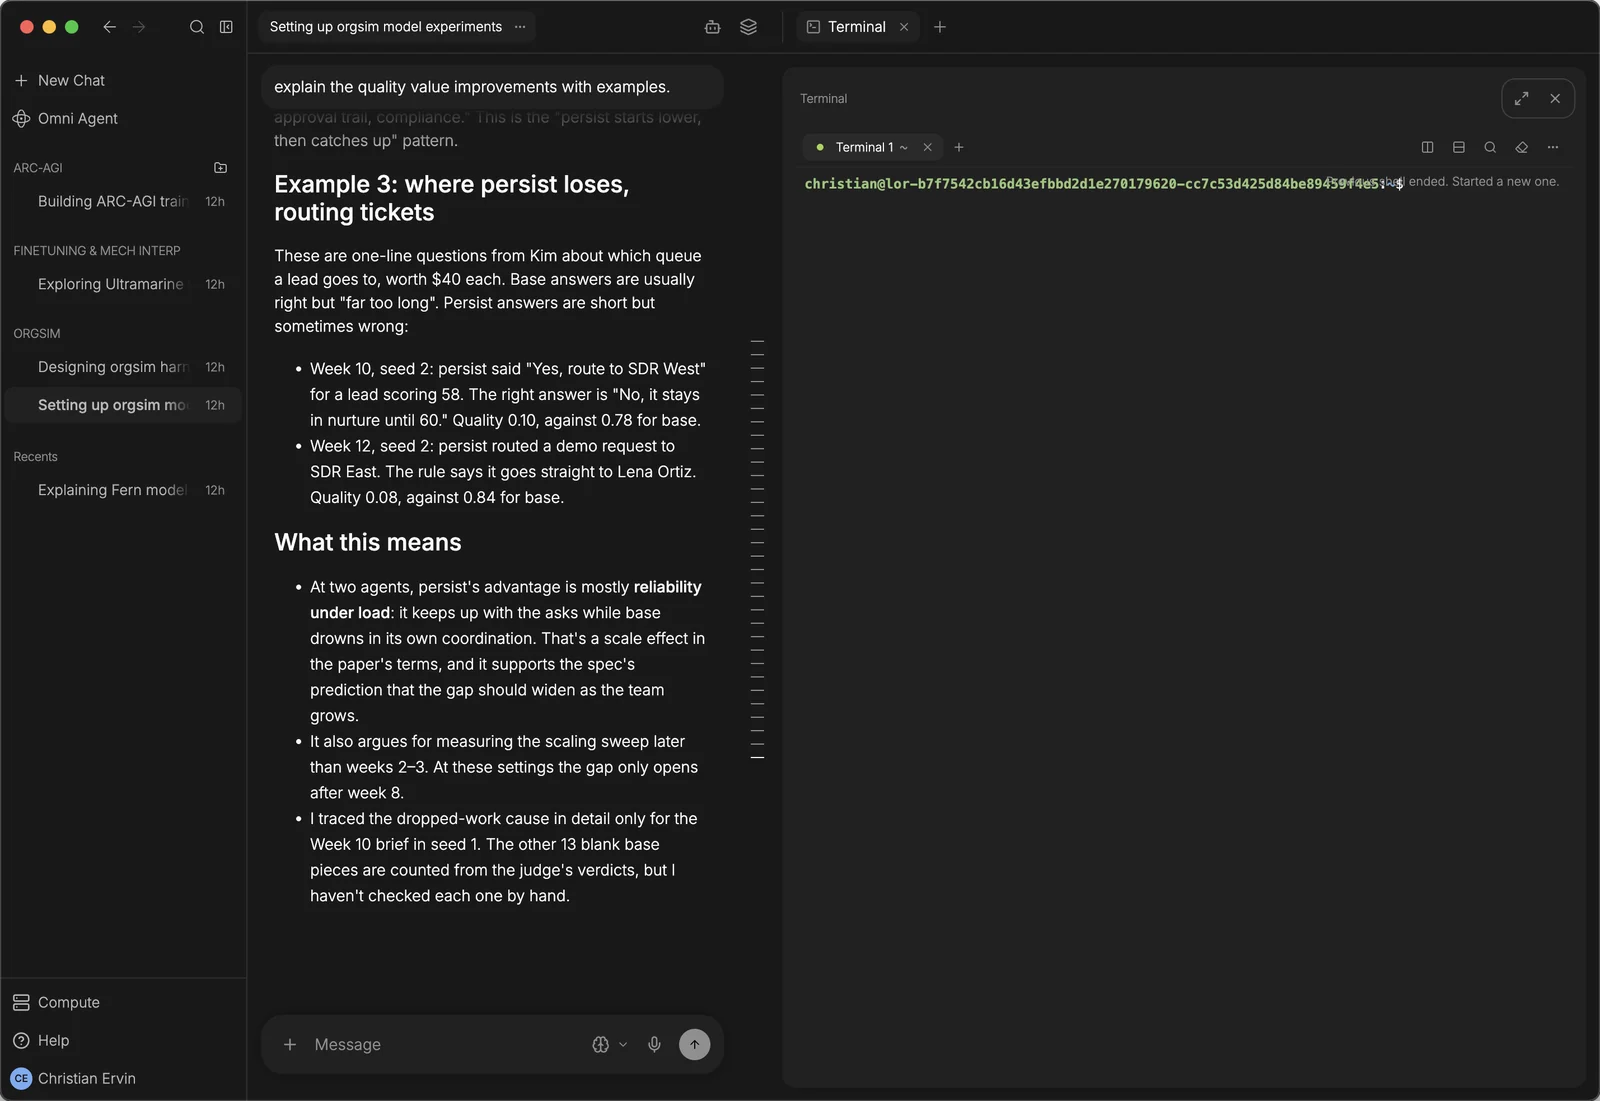 Setting up orgsim model experiments
Terminal
New Chat
Omni Agent
ARC-AGI
Building ARC-AGI train 12h
FINETUNING & MECH INTERP
Exploring Ultramarine 12h
ORGSIM
Designing orgsim harn 12h
Setting up orgsim mo 12h
Recents
Explaining Fern model 12h
Compute
Help
CE Christian Ervin
explain the quality value improvements with examples.
approval trail, compliance." This is the "persist starts lower,
then catches up" pattern.
Example 3: where persist loses,
routing tickets
These are one-line questions from Kim about which queue
a lead goes to, worth $40 each. Base answers are usually
right but "far too long". Persist answers are short but
sometimes wrong:
• Week 10, seed 2: persist said "Yes, route to SDR West"
for a lead scoring 58. The right answer is "No, it stays
in nurture until 60." Quality 0.10, against 0.78 for base.
• Week 12, seed 2: persist routed a demo request to
SDR East. The rule says it goes straight to Lena Ortiz.
Quality 0.08, against 0.84 for base.
What this means
• At two agents, persist's advantage is mostly reliability
under load: it keeps up with the asks while base
drowns in its own coordination. That's a scale effect in
the paper's terms, and it supports the spec's
prediction that the gap should widen as the team
grows.
• It also argues for measuring the scaling sweep later
than weeks 2–3. At these settings the gap only opens
after week 8.
• I traced the dropped-work cause in detail only for the
Week 10 brief in seed 1. The other 13 blank base
pieces are counted from the judge's verdicts, but I
haven't checked each one by hand.
Message
Terminal
Terminal 1 ~
christian@lor-b7f7542cb16d43efbbd2d1e270179620-cc7c53d425d84be89459f4e5:~$
ended. Started a new one.